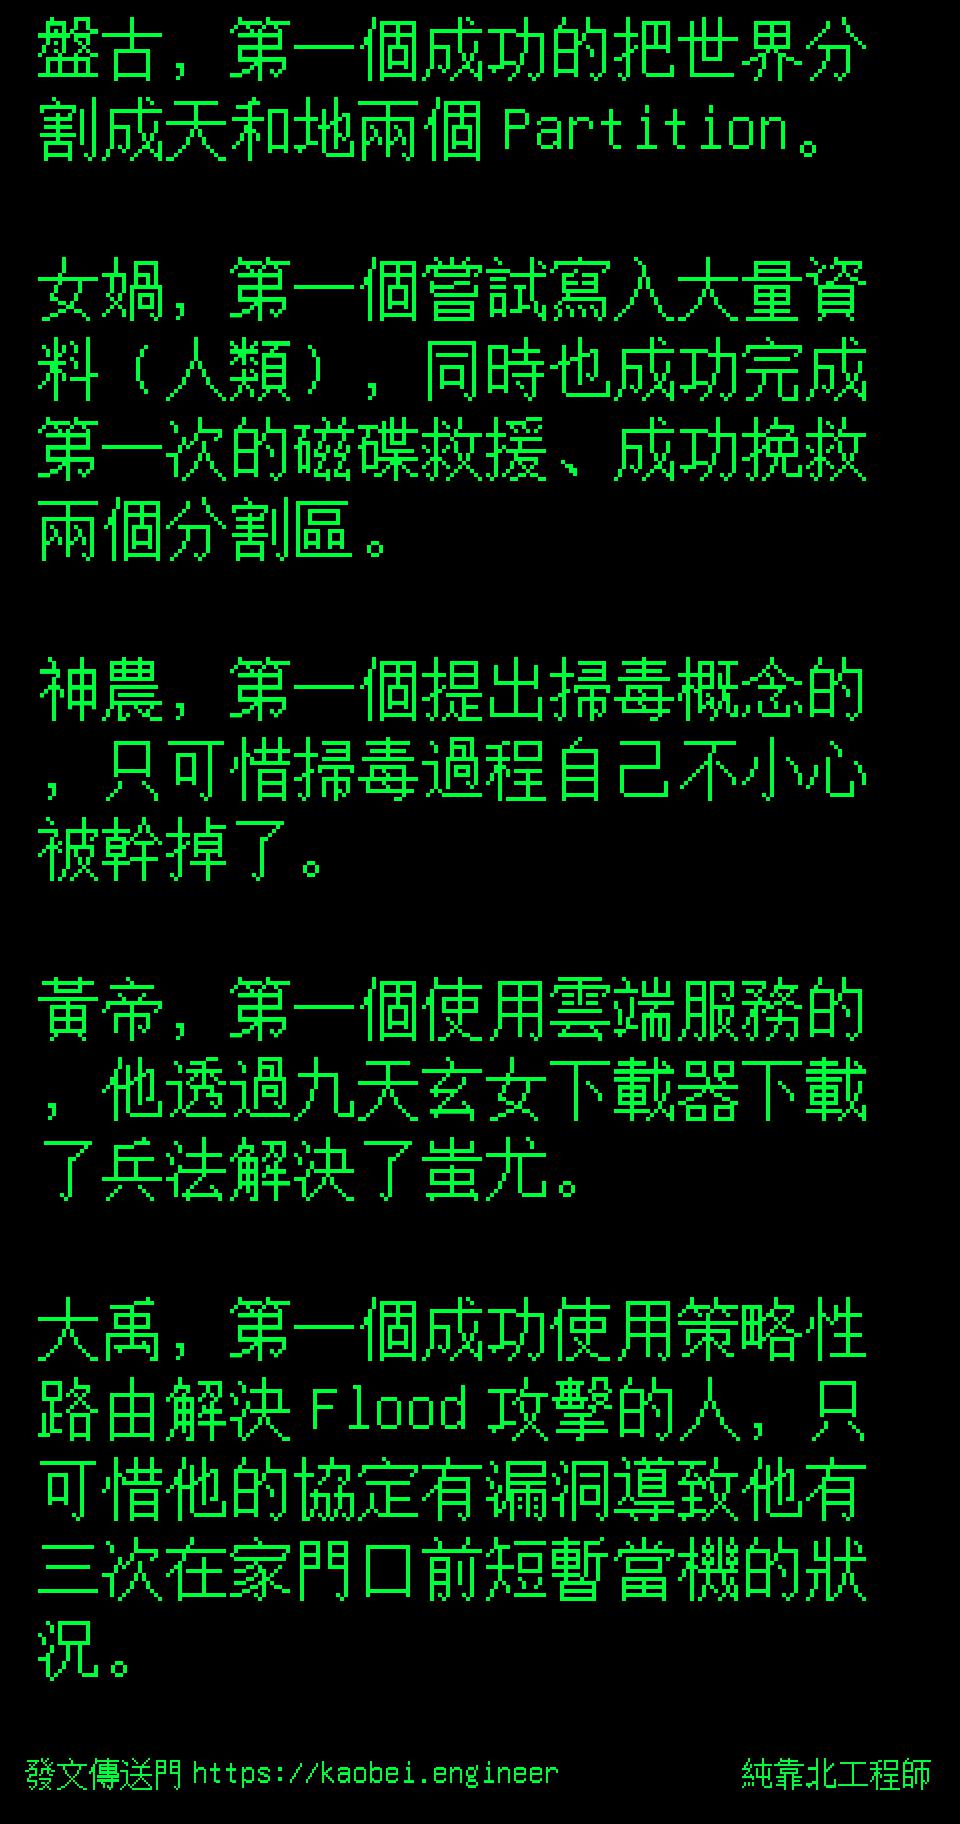 盤古，第一個成功的把世界分
割成天和地兩個 Partition。
女媧，第一個嘗試寫入大量資
料（人類），同時也成功完成
第一次的磁碟救援、成功挽救
兩個分割區。
神農，第一個提出掃毒概念的
，只可惜掃毒過程自己不小心
被幹掉了。
黃帝，第一個使用雲端服務的
，他透過九天玄女下載器下載
了兵法解決了蚩尤。
大禹，第一個成功使用策略性
路由解決 Flood 攻擊的人，只
可惜他的協定有漏洞導致他有
三次在家門口前短暫當機的狀
況。
發文傳送門 https://kaobei.engineer
純靠北工程師